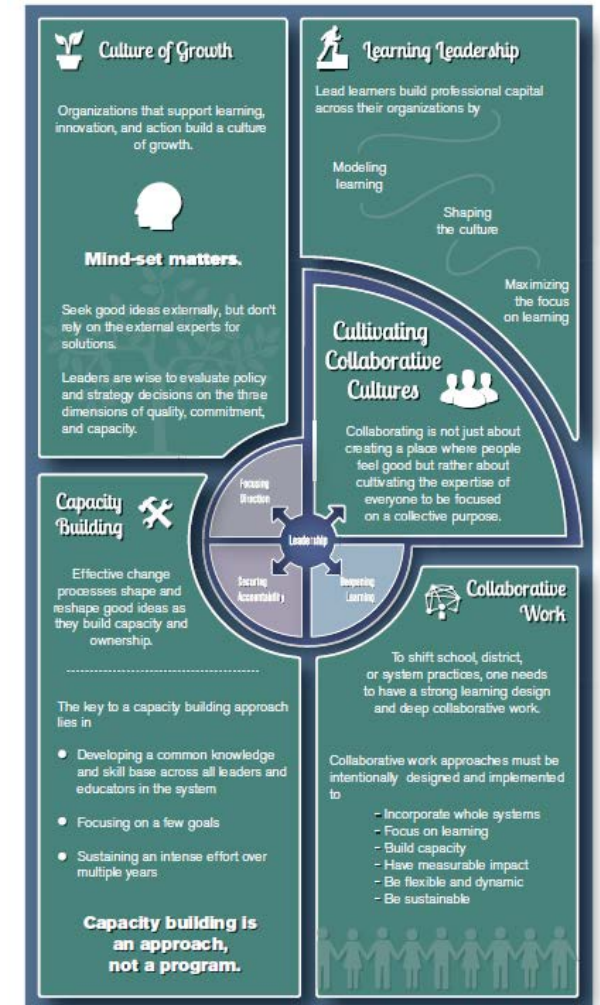 Culture of Growth
Organizations that support learning,
innovation, and action build a culture
of growth.
Mind-set matters.
Seek good ideas externally, but don't
rely on the external experts for
solutions.
Leaders are wise to evaluate policy
and strategy decisions on the three
dimensions of quality, commitment,
and capacity.
Learning Leadership
Lead learners build professional capital
across their organizations by
Modeling
learning
Shaping
the culture
Maximizing
the focus
on learning
Cultivating
Collaborative
Cultures
Collaborating is not just about
creating a place where people
feel good but rather about
cultivating the expertise of
everyone to be focused
on a collective purpose.
Focusing
Direction
Leadership
Securing
Accountability
Deepening
Learning
Capacity
Building
Effective change
processes shape and
reshape good ideas as
they build capacity and
ownership.
The key to a capacity building approach
lies in
● Developing a common knowledge
and skill base across all leaders and
educators in the system
● Focusing on a few goals
● Sustaining an intense effort over
multiple years
Capacity building is
an approach,
not a program.
Collaborative
Work
To shift school, district,
or system practices, one needs
to have a strong learning design
and deep collaborative work.
Collaborative work approaches must be
intentionally designed and implemented
to
- Incorporate whole systems
- Focus on learning
- Build capacity
- Have measurable impact
- Be flexible and dynamic
- Be sustainable